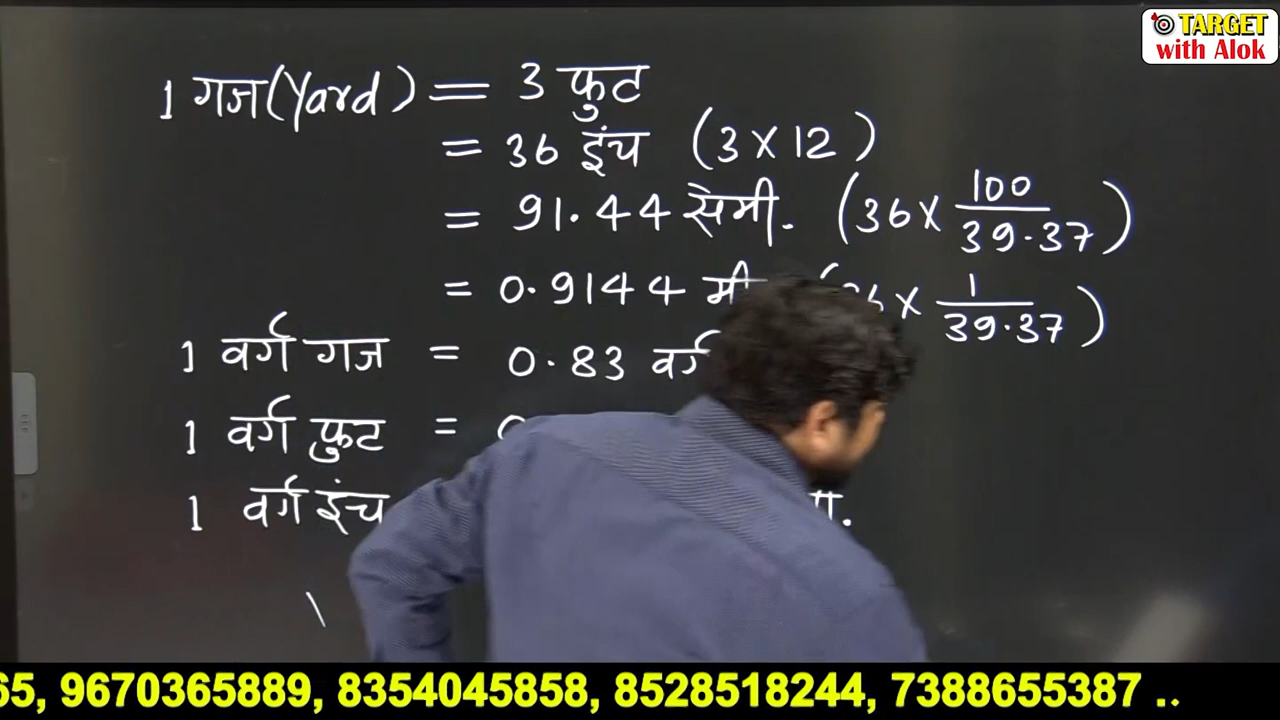 TARGET
with Alok
1 गज (Yard) = 3 फुट
= 36 इंच (3 × 12)
= 91.44 सेमी. (36 × 100/39.37)
= 0.9144 मी × 1/39.37)
1 वर्ग गज = 0.83 वर्ग
1 वर्ग फुट =
1 वर्ग इंच
65, 9670365889, 8354045858, 8528518244, 7388655387 ..